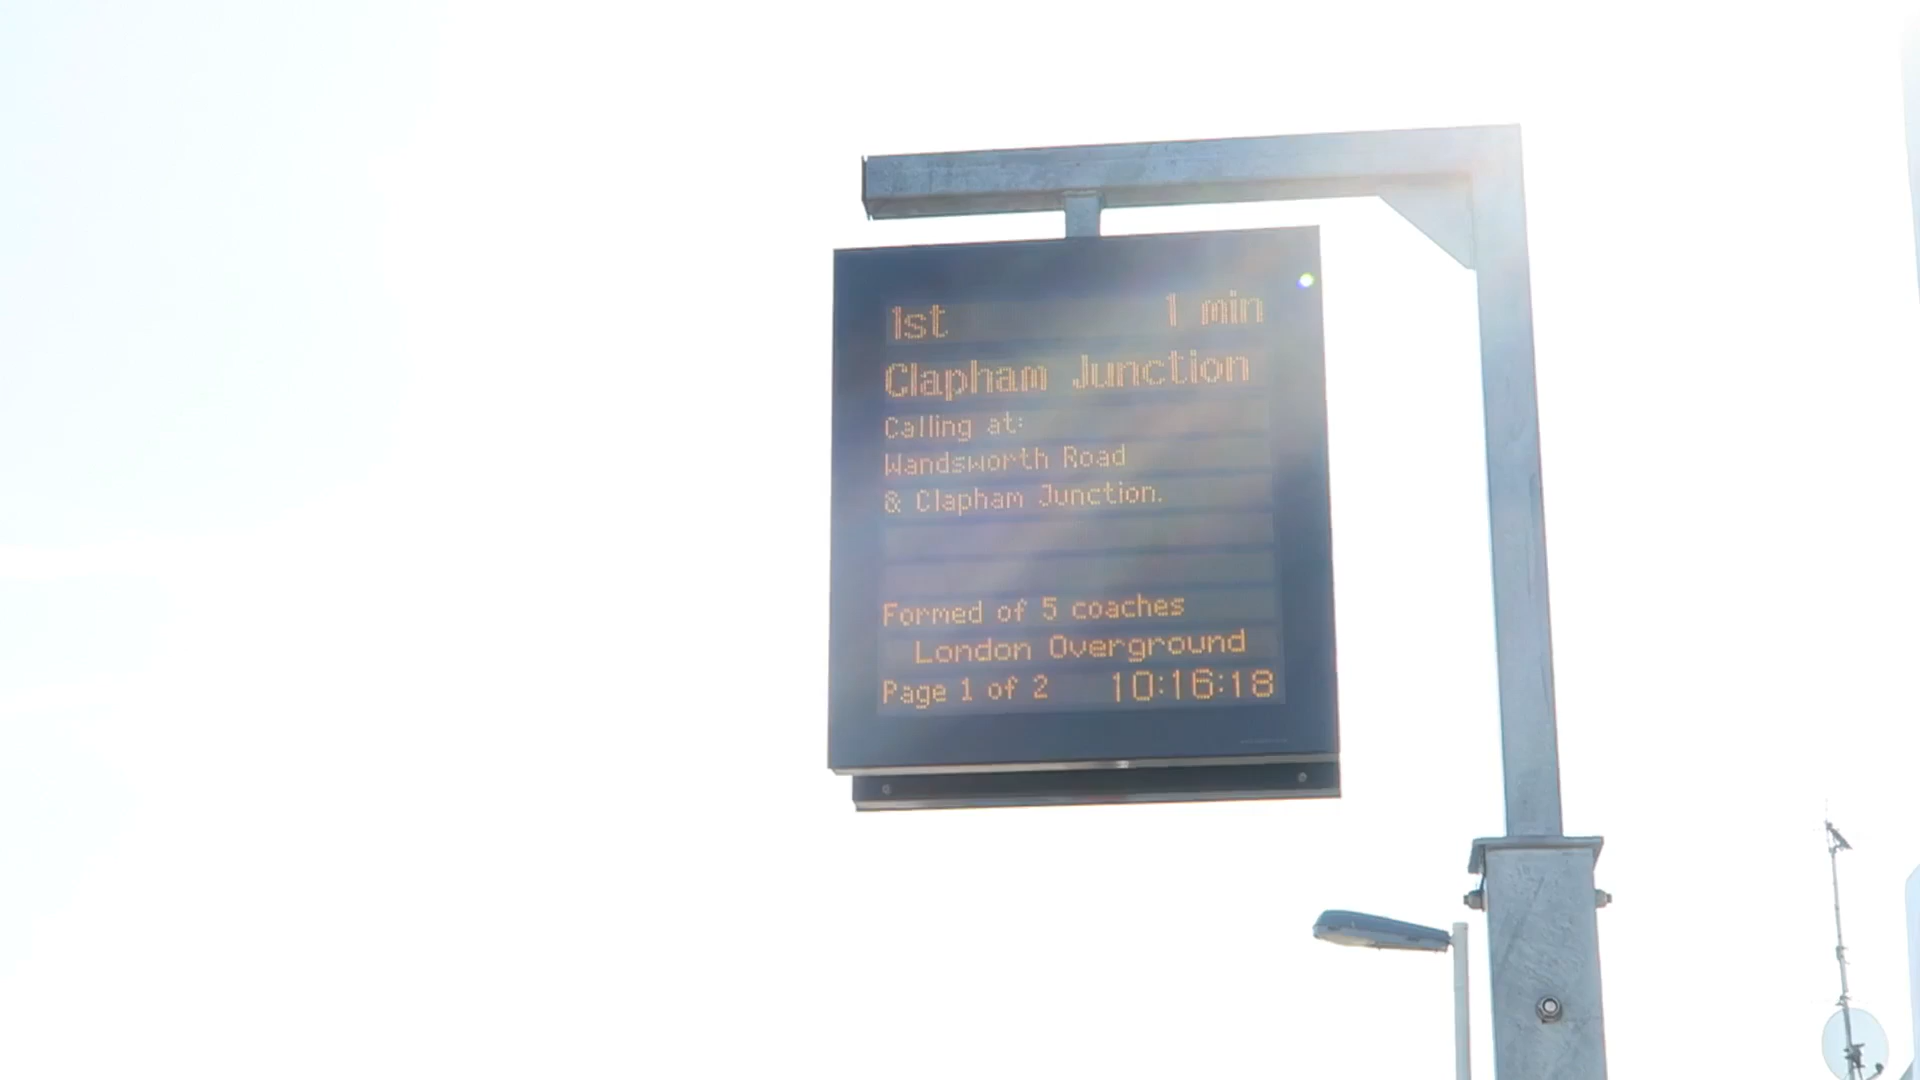 1st 1 min
Clapham Junction
Calling at:
Wandsworth Road
& Clapham Junction.
Formed of 5 coaches
London Overground
Page 1 of 2 10:16:18